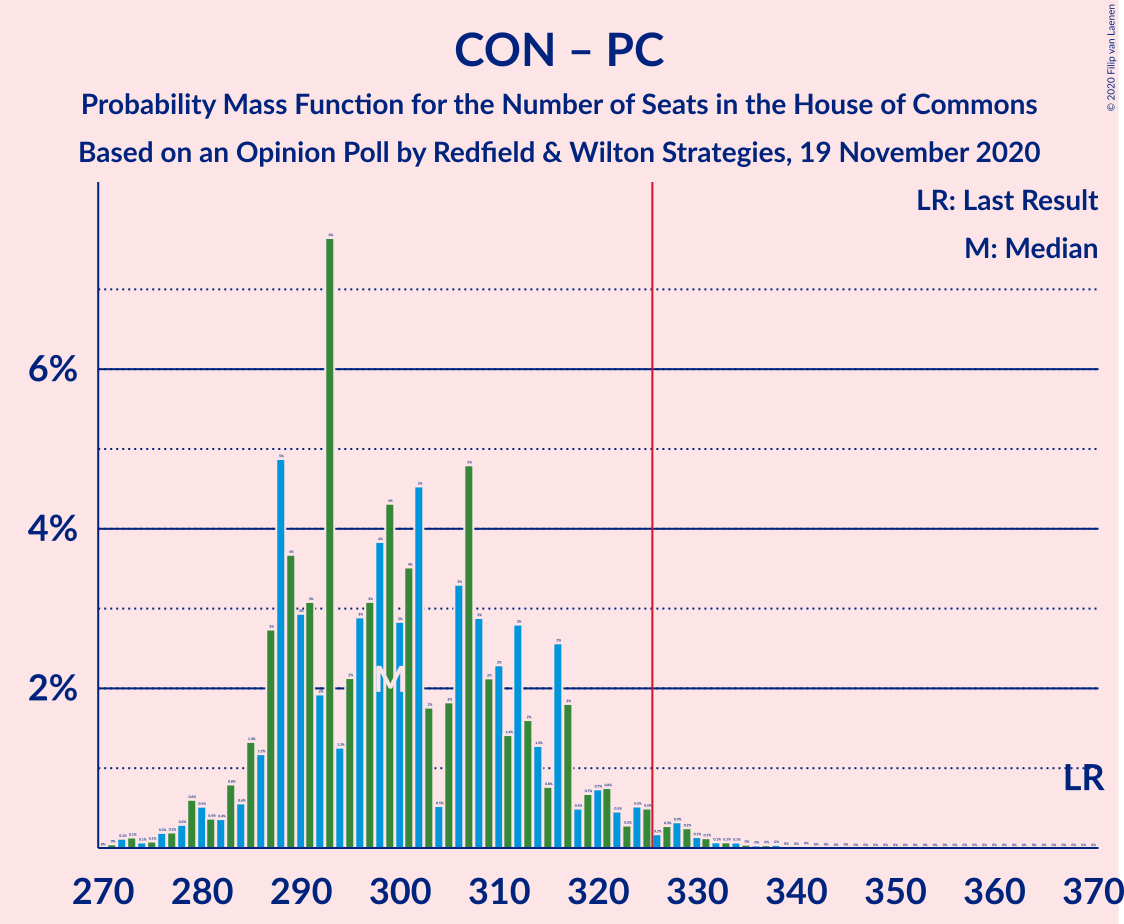 CON – PC
Probability Mass Function for the Number of Seats in the House of Commons
Based on an Opinion Poll by Redfield & Wilton Strategies, 19 November 2020
© 2020 Filip van Laenen
LR: Last Result
M: Median
6%
4%
2%
M
LR
270 280 290 300 310 320 330 340 350 360 370